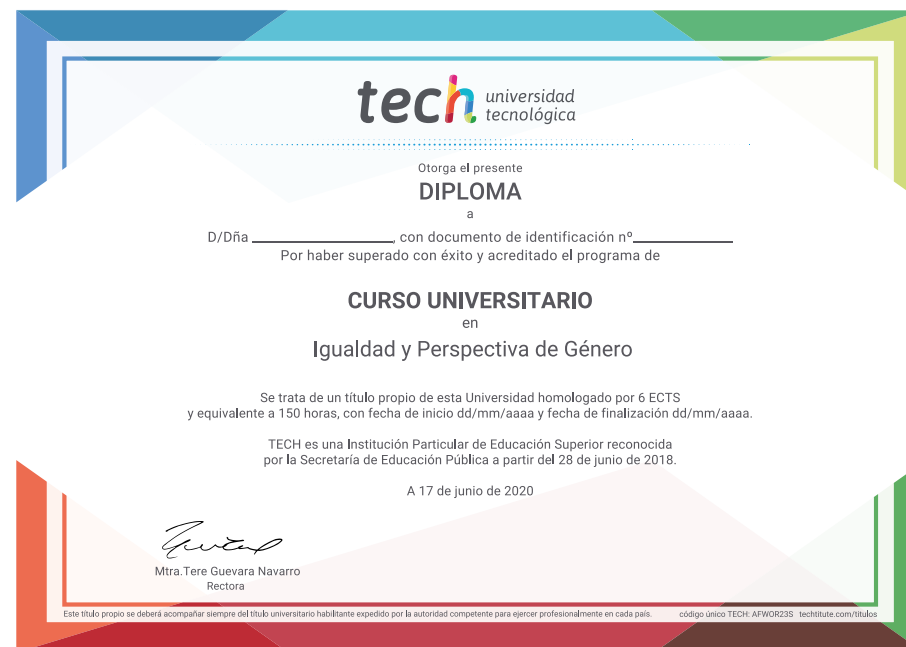 tech universidad
tecnológica
Otorga el presente
DIPLOMA
a
D/Dña ____________________, con documento de identificación nº______________
Por haber superado con éxito y acreditado el programa de
CURSO UNIVERSITARIO
en
Igualdad y Perspectiva de Género
Se trata de un título propio de esta Universidad homologado por 6 ECTS
y equivalente a 150 horas, con fecha de inicio dd/mm/aaaa y fecha de finalización dd/mm/aaaa.
TECH es una Institución Particular de Educación Superior reconocida
por la Secretaría de Educación Pública a partir del 28 de junio de 2018.
A 17 de junio de 2020
Mtra.Tere Guevara Navarro
Rectora
Este título propio se deberá acompañar siempre del título universitario habilitante expedido por la autoridad competente para ejercer profesionalmente en cada país. código único TECH: AFWOR23S techtitute.com/títulos